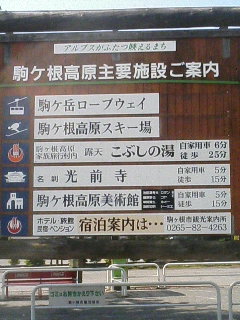 アルプスがふたつ映えるまち
駒ケ根高原主要施設ご案内
駒ケ岳ロープウェイ
駒ケ根高原スキー場
駒ケ根高原
家族旅行村内
露天 こぶしの湯
自家用車 6分
徒歩 25分
名刹 光前寺
自家用車 5分
徒歩 15分
駒ケ根高原美術館
自家用車 5分
徒歩 15分
ホテル・旅館
民宿・ペンション
宿泊案内は・・・
駒ケ根市観光案内所
0265-82-4263